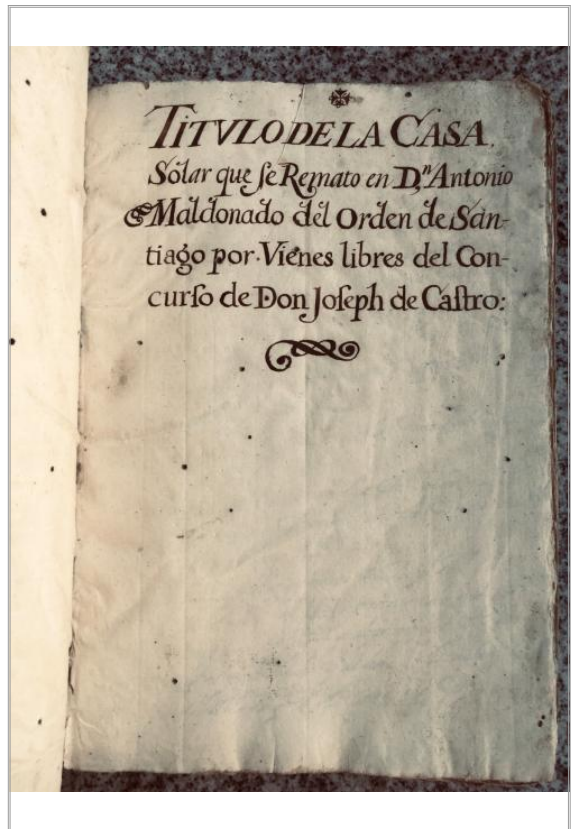 TITVLO DE LA CASA.
Sólar que ſe Remato en D.ⁿ Antonio
Maldonado del Orden de Sàn-
tiago por Vienes libres del Con-
curſo de Don Joſeph de Caſtro: